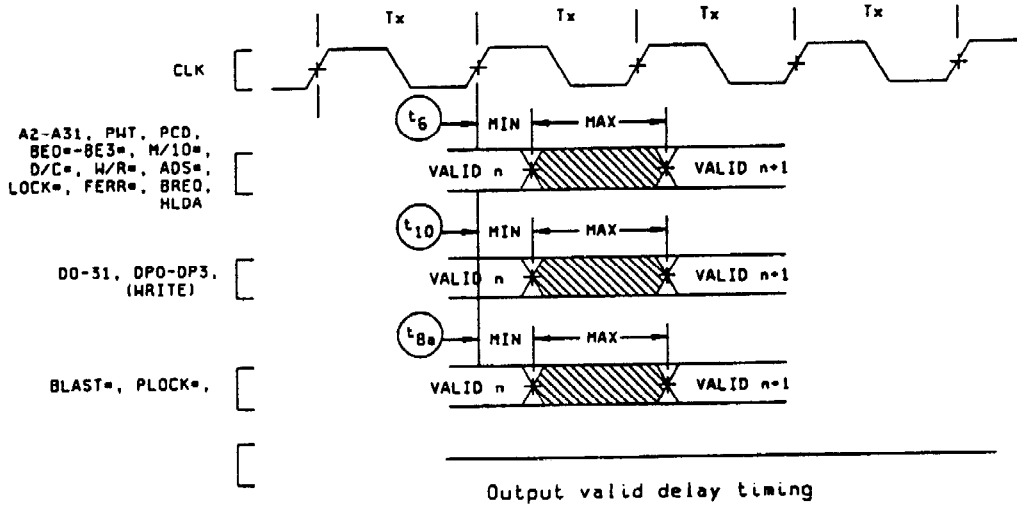 Tx Tx Tx Tx
CLK
t6 MIN MAX
A2-A31, PWT, PCD,
BE0*-BE3*, M/IO*,
D/C*, W/R*, ADS*,
LOCK*, FERR*, BREQ,
HLDA
VALID n VALID n+1
t10 MIN MAX
D0-31, DP0-DP3,
(WRITE)
VALID n VALID n+1
t8a MIN MAX
BLAST*, PLOCK*,
VALID n VALID n+1
Output valid delay timing